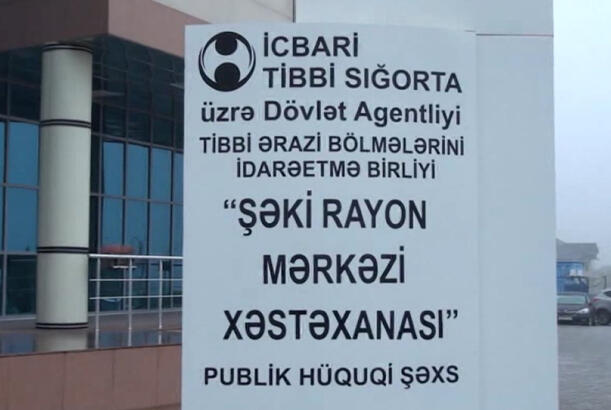 İCBARİ
TİBBİ SIĞORTA
üzrə Dövlət Agentliyi
TİBBİ ƏRAZİ BÖLMƏLƏRİNİ
İDARƏETMƏ BİRLİYİ
“ŞƏKİ RAYON
MƏRKƏZİ
XƏSTƏXANASI”
PUBLİK HÜQUQİ ŞƏXS